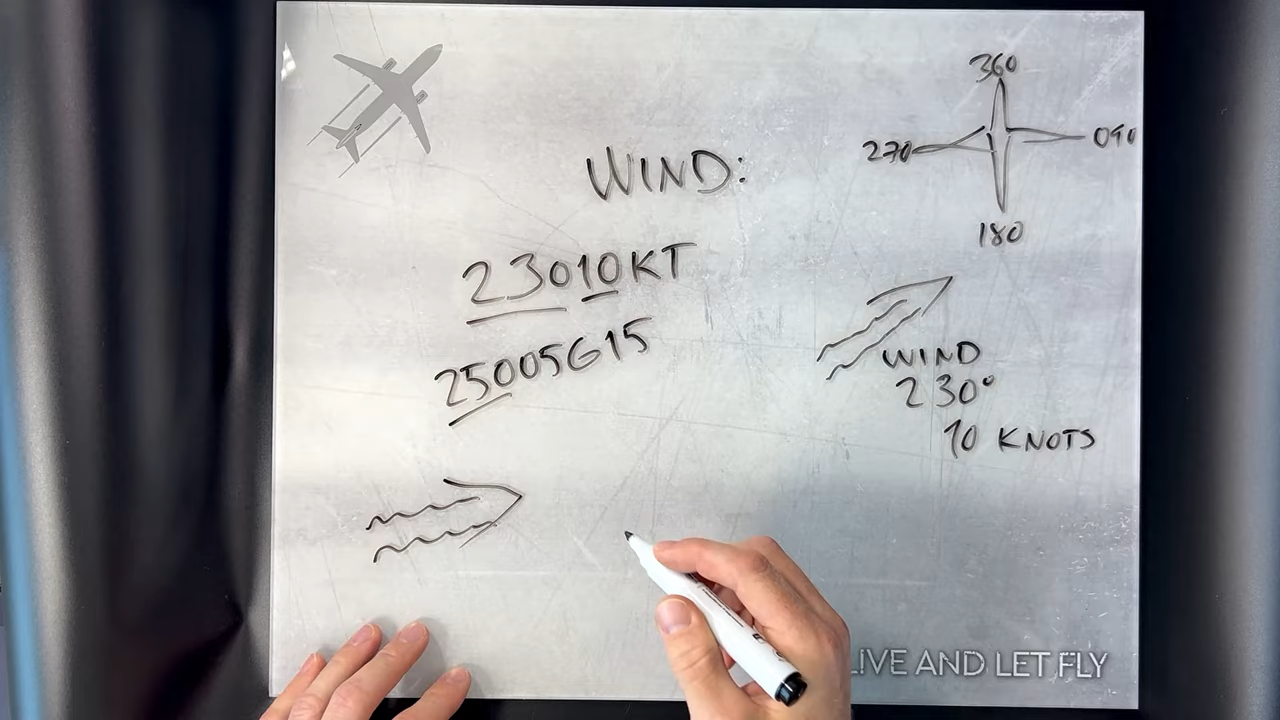 WIND:
23010KT
25005G15
360
270
090
180
WIND
230°
10 KNOTS
LIVE AND LET FLY